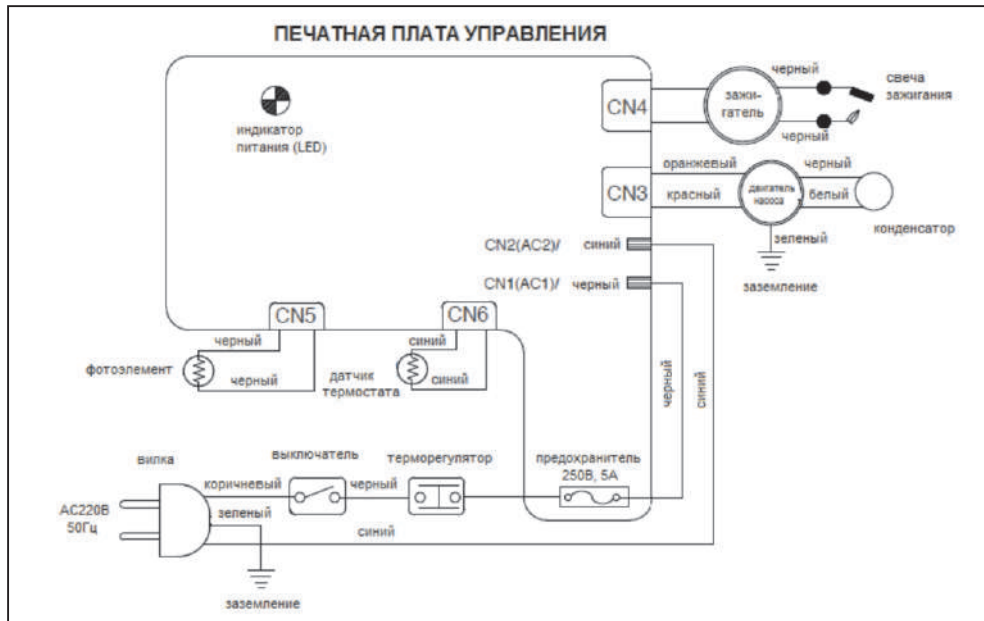 ПЕЧАТНАЯ ПЛАТА УПРАВЛЕНИЯ
индикатор
питания (LED)
CN4
зажи-
гатель
черный
черный
свеча
зажигания
CN3
оранжевый
красный
двигатель
насоса
черный
белый
конденсатор
зеленый
заземление
CN2(AC2)/ синий
CN1(AC1)/ черный
CN5
черный
черный
фотоэлемент
CN6
синий
синий
датчик
термостата
черный
синий
вилка
AC220В
50Гц
коричневый
зеленый
синий
заземление
выключатель
черный
терморегулятор
предохранитель
250В, 5А